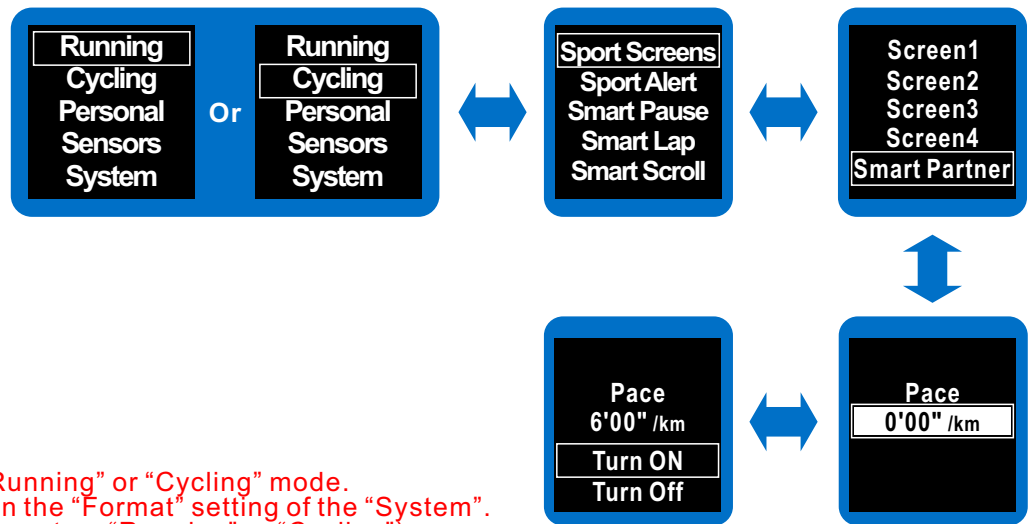 Running
Cycling
Personal
Sensors
System
Or
Running
Cycling
Personal
Sensors
System
Sport Screens
Sport Alert
Smart Pause
Smart Lap
Smart Scroll
Screen1
Screen2
Screen3
Screen4
Smart Partner
Pace
6'00" /km
Turn ON
Turn Off
Pace
0'00" /km
Running” or “Cycling” mode.
n the “Format” setting of the “System”.